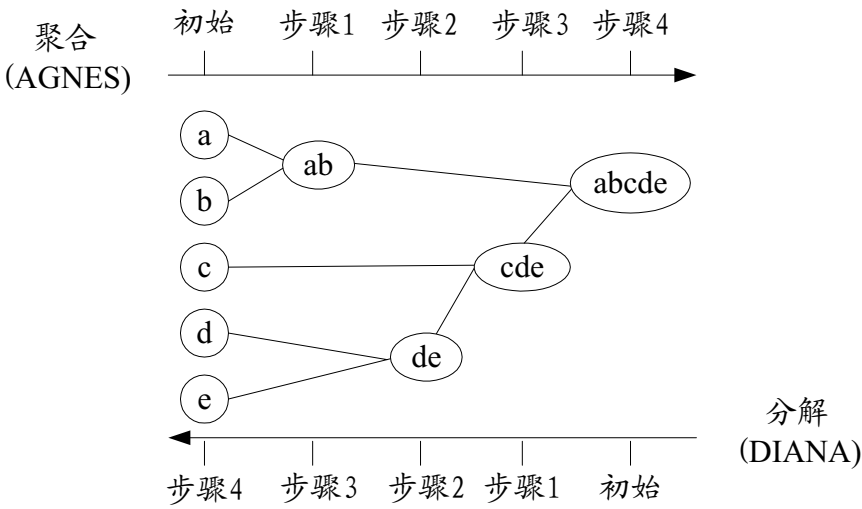 聚合
(AGNES)
初始 步骤1 步骤2 步骤3 步骤4
a
ab
b
abcde
c
cde
d
de
e
分解
(DIANA)
步骤4 步骤3 步骤2 步骤1 初始